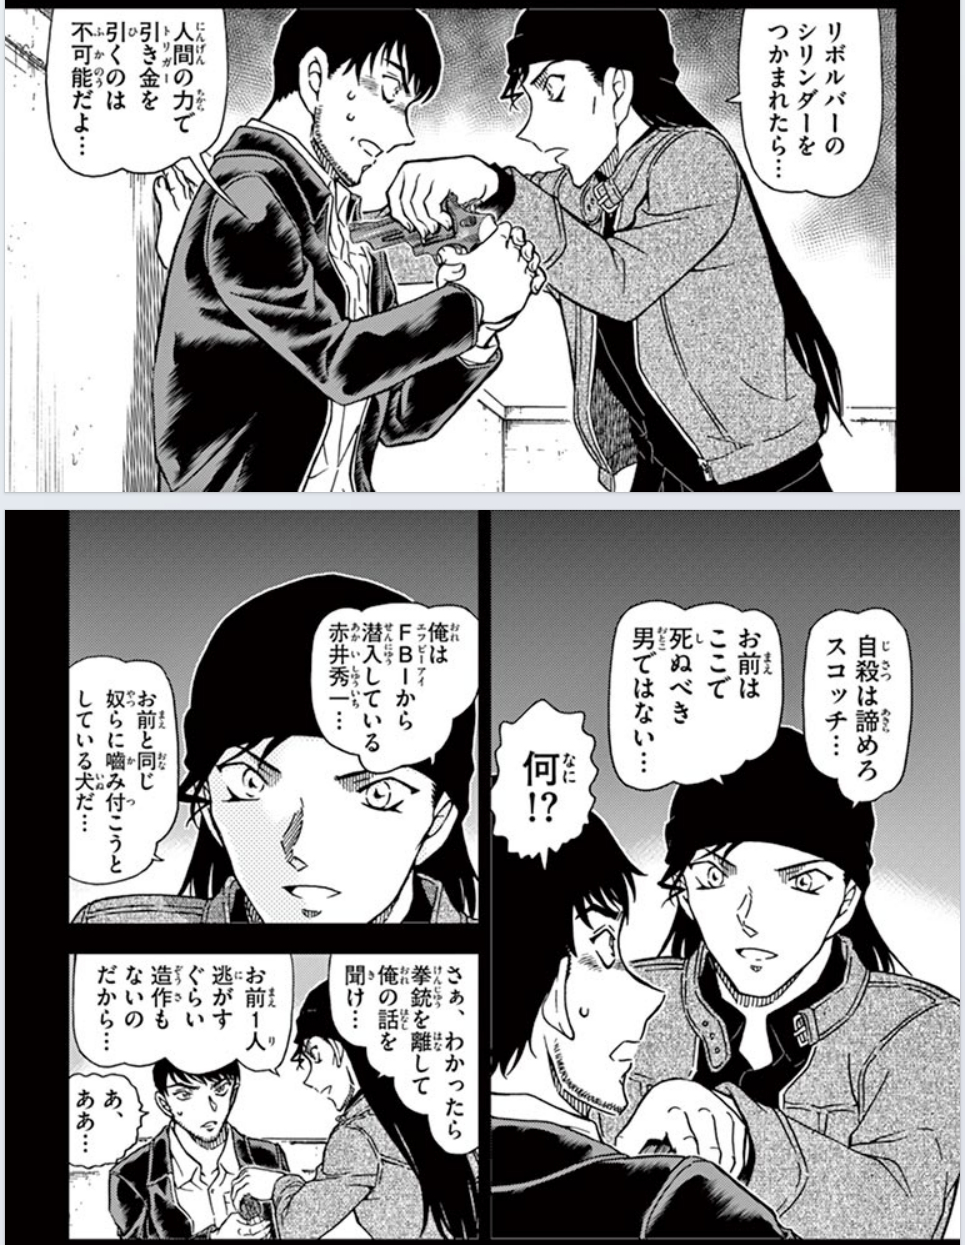 リボルバーの
シリンダーを
つかまれたら…
人間の力で
引き金を
引くのは
不可能だよ…
自殺は諦めろ
スコッチ…
お前は
ここで
死ぬべき
男ではない…
何!?
俺は
FBIから
潜入している
赤井秀一…
お前と同じ
奴らに嚙み付こうと
している犬だ…
さぁ、わかったら
拳銃を離して
俺の話を
聞け…
お前1人
逃がす
ぐらい
造作も
ないの
だから…
あ、
ああ…